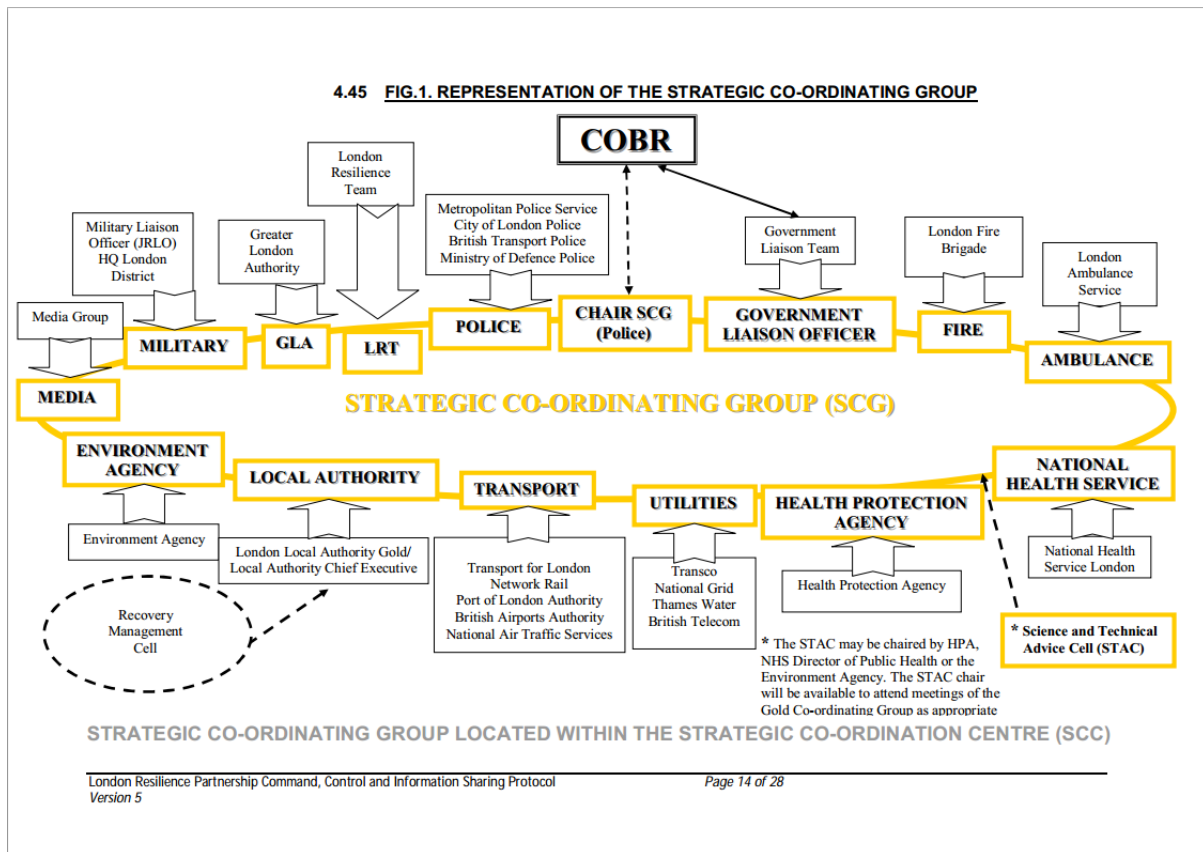 4.45 FIG.1. REPRESENTATION OF THE STRATEGIC CO-ORDINATING GROUP
COBR
London
Resilience
Team
Metropolitan Police Service
City of London Police
British Transport Police
Ministry of Defence Police
Military Liaison
Officer (JRLO)
HQ London
District
Greater
London
Authority
Government
Liaison Team
London Fire
Brigade
London
Ambulance
Service
Media Group
MEDIA
MILITARY
GLA
LRT
POLICE
CHAIR SCG
(Police)
GOVERNMENT
LIAISON OFFICER
FIRE
AMBULANCE
STRATEGIC CO-ORDINATING GROUP (SCG)
ENVIRONMENT
AGENCY
LOCAL AUTHORITY
TRANSPORT
UTILITIES
HEALTH PROTECTION
AGENCY
NATIONAL
HEALTH SERVICE
Environment Agency
London Local Authority Gold/
Local Authority Chief Executive
Transport for London
Network Rail
Port of London Authority
British Airports Authority
National Air Traffic Services
Transco
National Grid
Thames Water
British Telecom
Health Protection Agency
National Health
Service London
Recovery
Management
Cell
* The STAC may be chaired by HPA,
NHS Director of Public Health or the
Environment Agency. The STAC chair
will be available to attend meetings of the
Gold Co-ordinating Group as appropriate
* Science and Technical
Advice Cell (STAC)
STRATEGIC CO-ORDINATING GROUP LOCATED WITHIN THE STRATEGIC CO-ORDINATION CENTRE (SCC)
London Resilience Partnership Command, Control and Information Sharing Protocol Page 14 of 28
Version 5